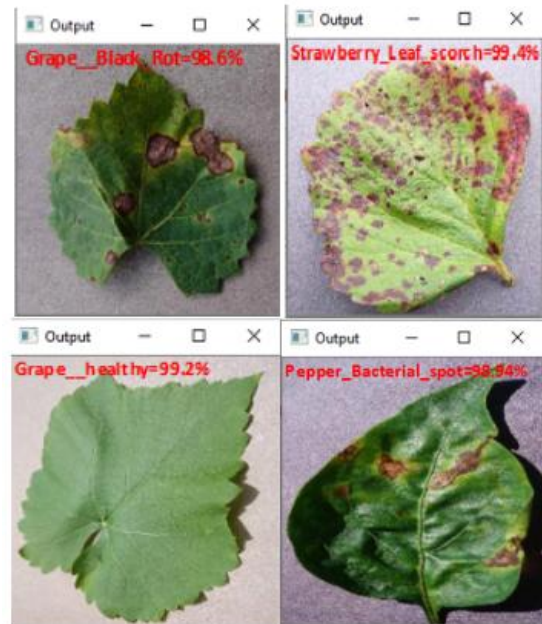 Output
Grape__Black_Rot=98.6%
Output
Strawberry_Leaf_scorch=99.4%
Output
Grape__healthy=99.2%
Output
Pepper_Bacterial_spot=98.94%